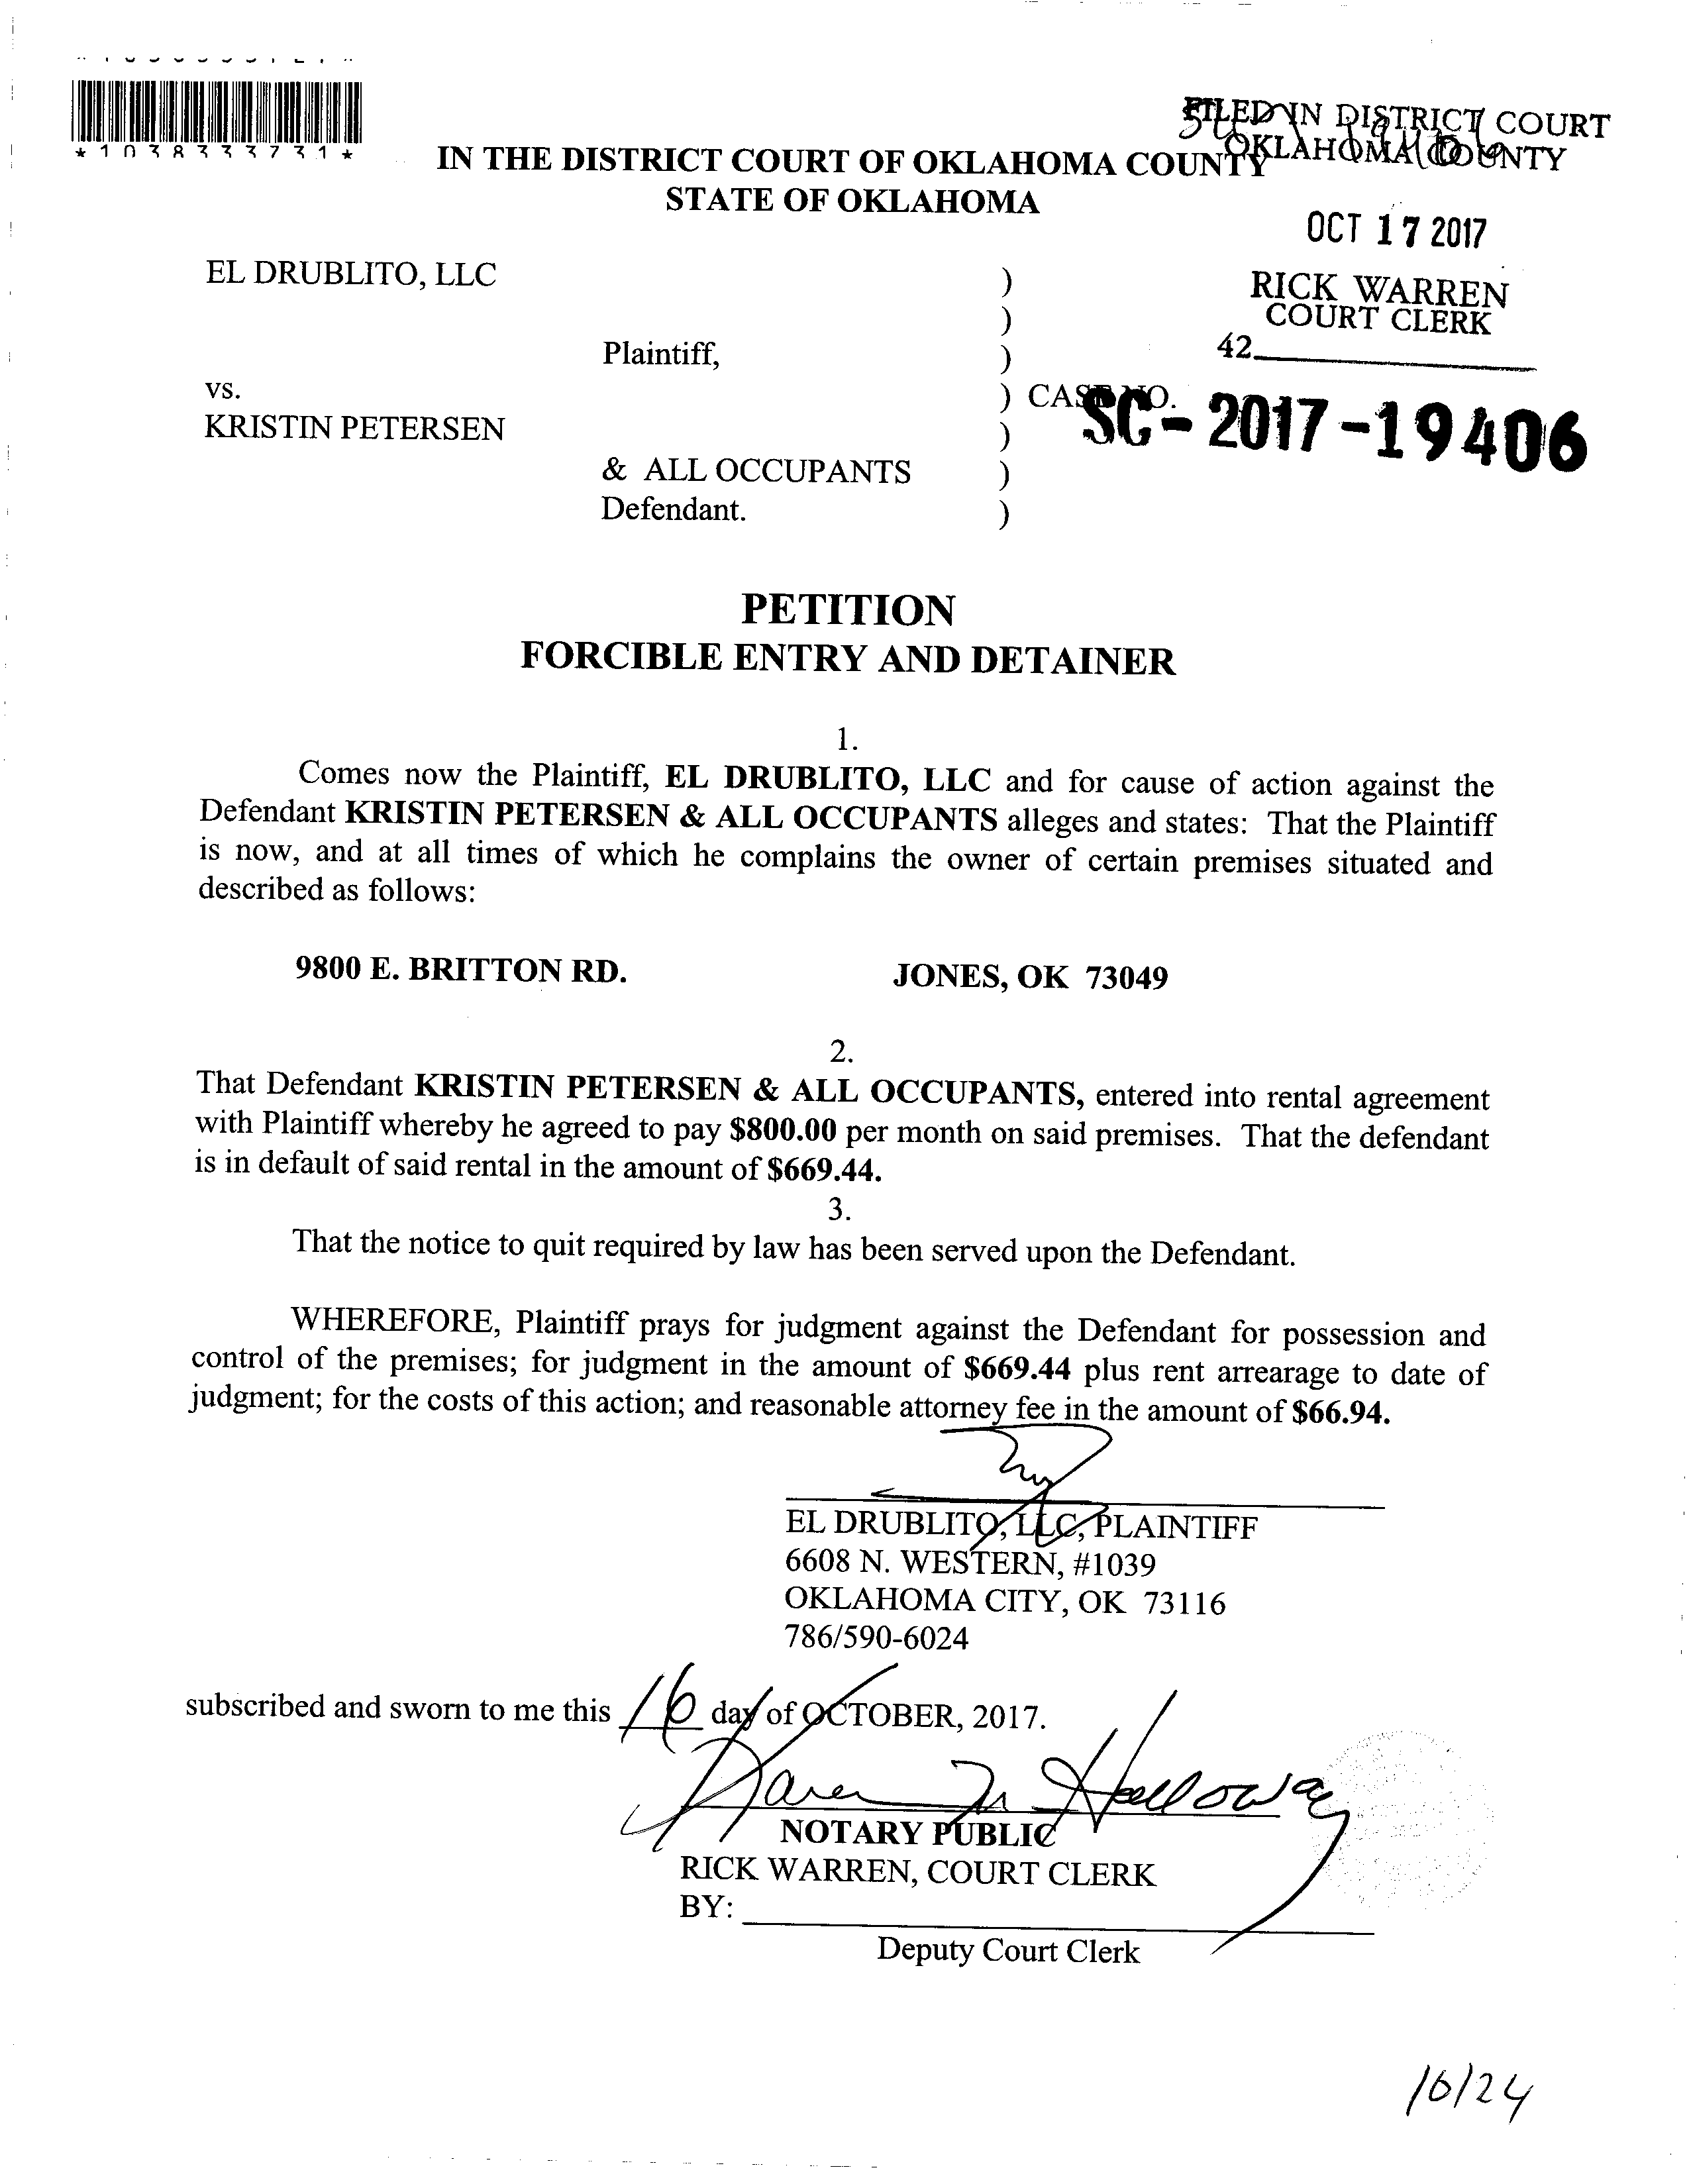 *1038333731*
FILED IN DISTRICT COURT
OKLAHOMA COUNTY
IN THE DISTRICT COURT OF OKLAHOMA COUNTY
STATE OF OKLAHOMA
OCT 17 2017
RICK WARREN
COURT CLERK
42
EL DRUBLITO, LLC )
)
Plaintiff, )
vs. ) CASE NO.
SC-2017-19406
KRISTIN PETERSEN )
& ALL OCCUPANTS )
Defendant. )
PETITION
FORCIBLE ENTRY AND DETAINER
1.
Comes now the Plaintiff, EL DRUBLITO, LLC and for cause of action against the
Defendant KRISTIN PETERSEN & ALL OCCUPANTS alleges and states: That the Plaintiff
is now, and at all times of which he complains the owner of certain premises situated and
described as follows:
9800 E. BRITTON RD. JONES, OK 73049
2.
That Defendant KRISTIN PETERSEN & ALL OCCUPANTS, entered into rental agreement
with Plaintiff whereby he agreed to pay $800.00 per month on said premises. That the defendant
is in default of said rental in the amount of $669.44.
3.
That the notice to quit required by law has been served upon the Defendant.
WHEREFORE, Plaintiff prays for judgment against the Defendant for possession and
control of the premises; for judgment in the amount of $669.44 plus rent arrearage to date of
judgment; for the costs of this action; and reasonable attorney fee in the amount of $66.94.
EL DRUBLITO, LLC, PLAINTIFF
6608 N. WESTERN, #1039
OKLAHOMA CITY, OK 73116
786/590-6024
subscribed and sworn to me this 16 day of OCTOBER, 2017.
Karen M Holloway
NOTARY PUBLIC
RICK WARREN, COURT CLERK
BY:
Deputy Court Clerk
10/24